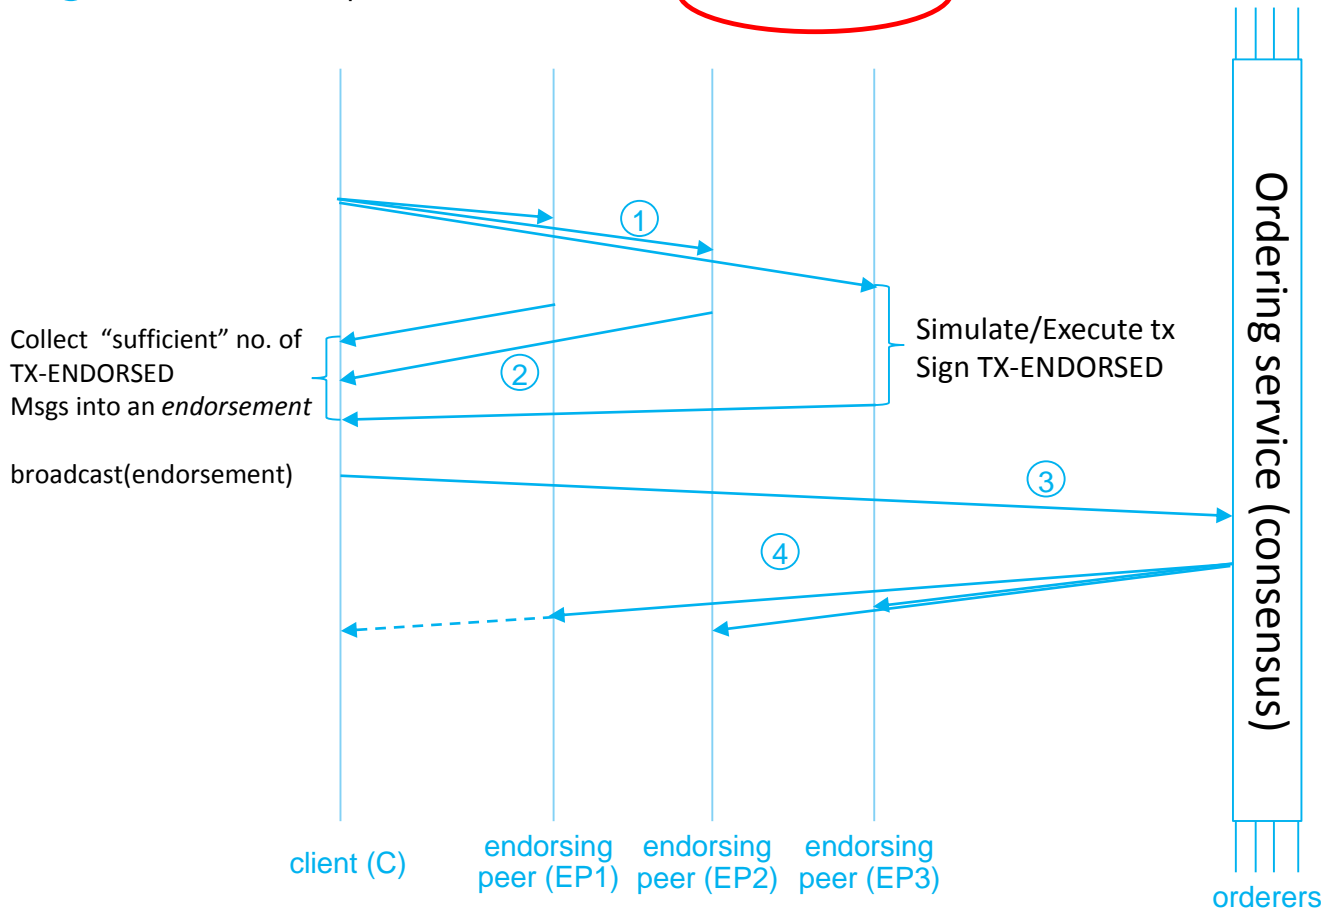 1
Collect “sufficient” no. of
TX-ENDORSED
Msgs into an endorsement
2
Simulate/Execute tx
Sign TX-ENDORSED
broadcast(endorsement)
3
4
Ordering service (consensus)
client (C)
endorsing
peer (EP1)
endorsing
peer (EP2)
endorsing
peer (EP3)
orderers